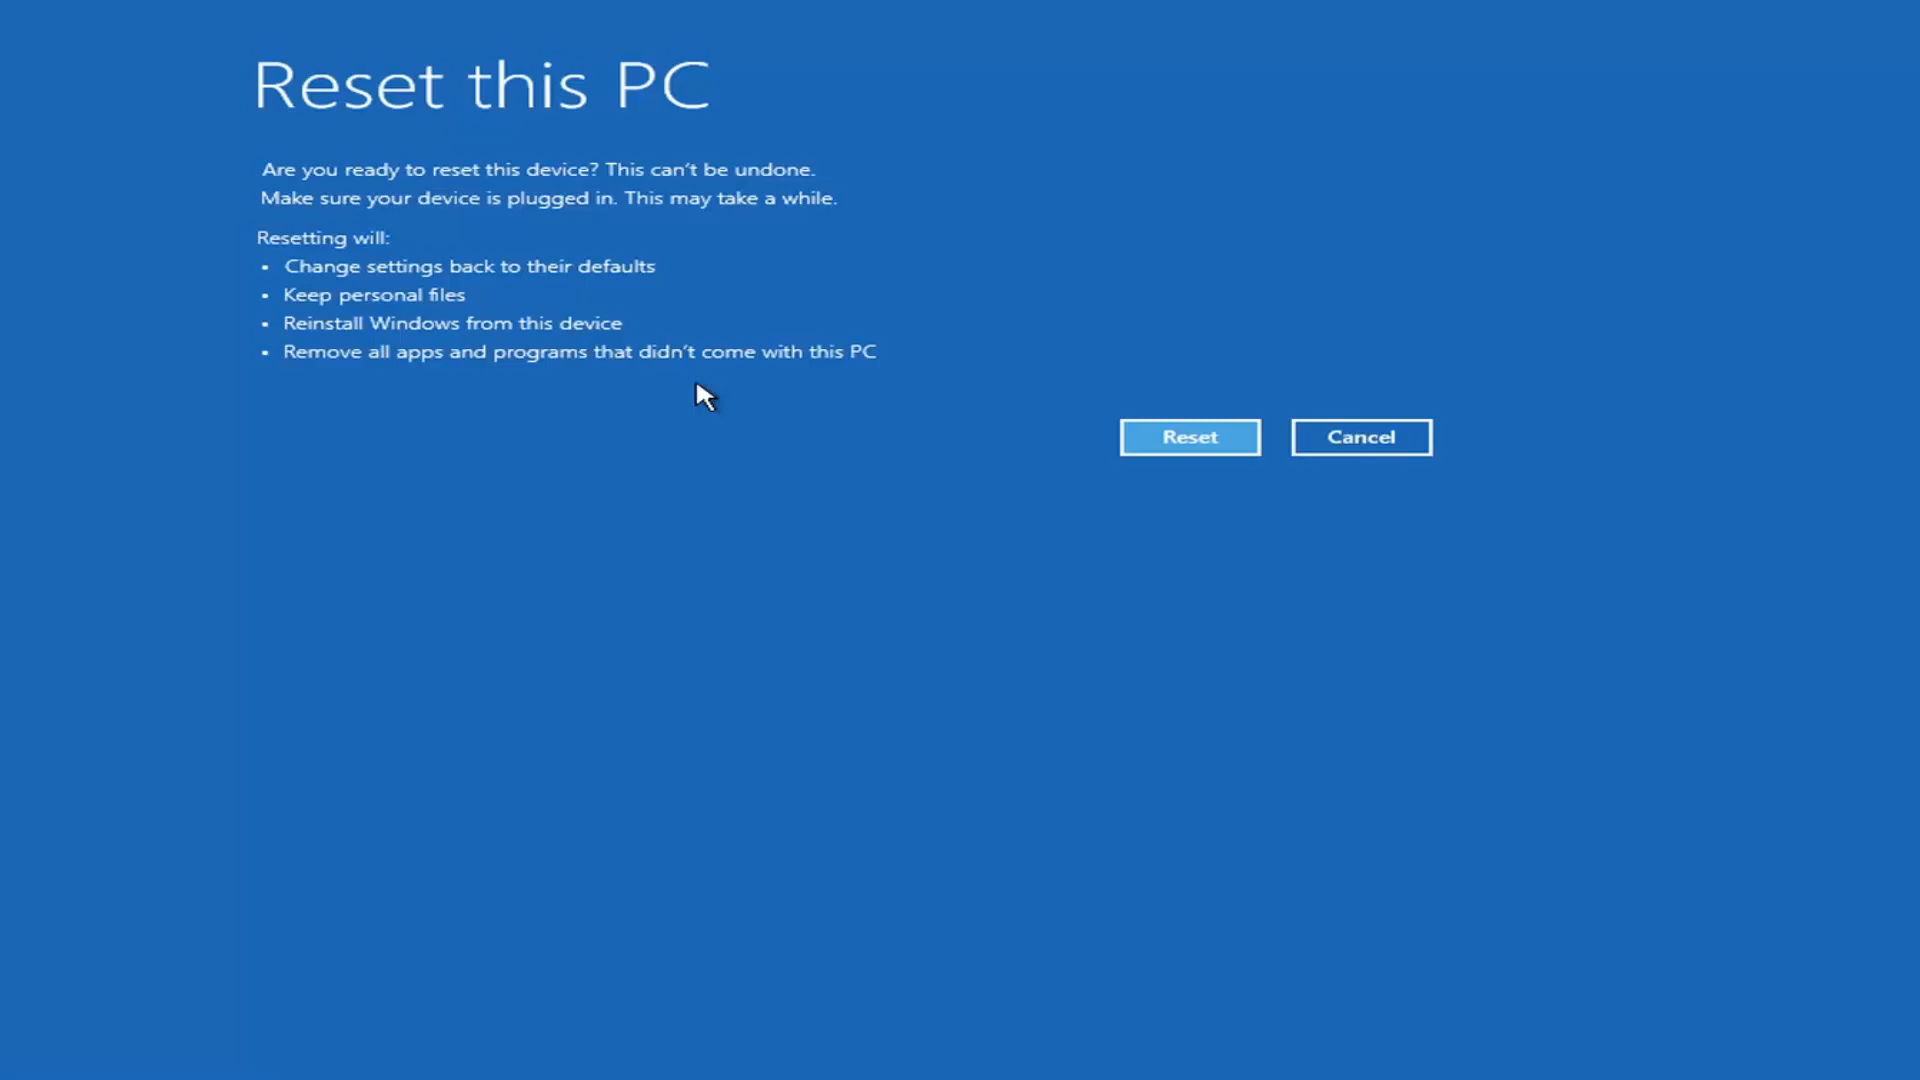 Reset this PC
Are you ready to reset this device? This can't be undone.
Make sure your device is plugged in. This may take a while.
Resetting will:
▪ Change settings back to their defaults
▪ Keep personal files
▪ Reinstall Windows from this device
▪ Remove all apps and programs that didn't come with this PC
Reset Cancel